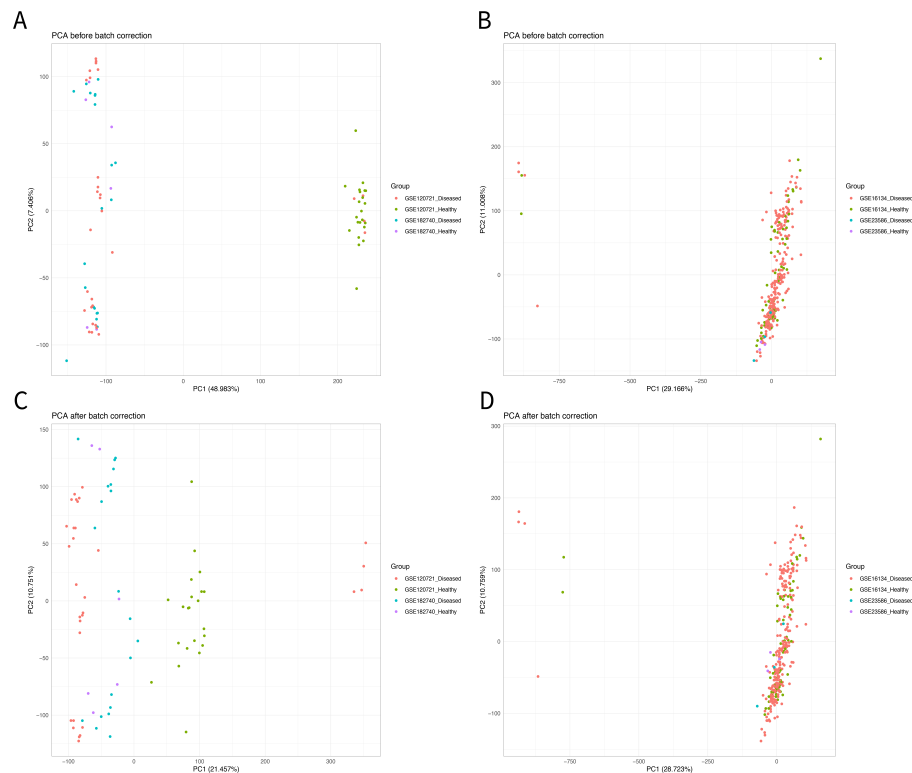 A
PCA before batch correction
100
50
0
−50
−100
PC2 (7.406%)
−100
0
100
200
PC1 (48.983%)
Group
GSE120721_Diseased
GSE120721_Healthy
GSE182740_Diseased
GSE182740_Healthy
B
PCA before batch correction
300
200
100
0
−100
PC2 (11.008%)
−750
−500
−250
0
PC1 (29.166%)
Group
GSE16134_Diseased
GSE16134_Healthy
GSE23586_Diseased
GSE23586_Healthy
C
PCA after batch correction
150
100
50
0
−50
−100
PC2 (10.751%)
−100
0
100
200
300
PC1 (21.457%)
Group
GSE120721_Diseased
GSE120721_Healthy
GSE182740_Diseased
GSE182740_Healthy
D
PCA after batch correction
300
200
100
0
−100
PC2 (10.759%)
−750
−500
−250
0
PC1 (28.723%)
Group
GSE16134_Diseased
GSE16134_Healthy
GSE23586_Diseased
GSE23586_Healthy